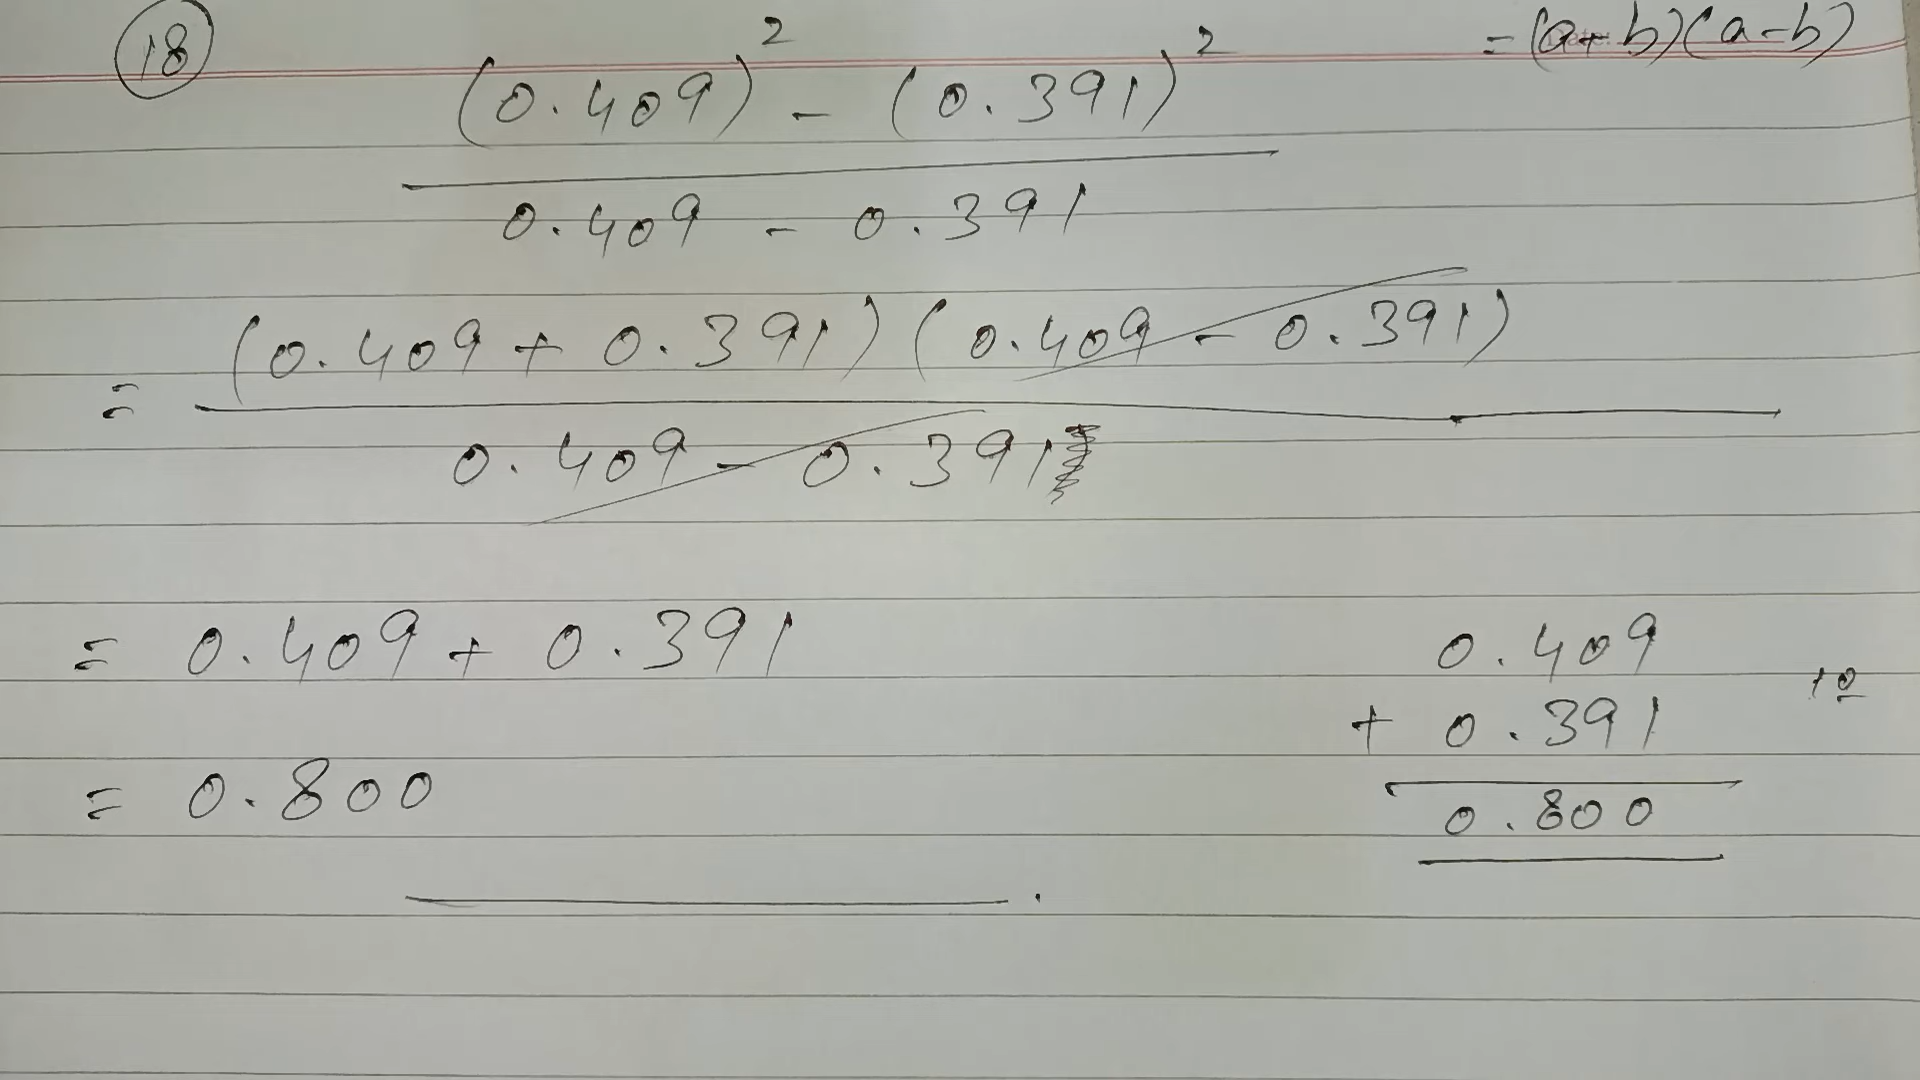 18
= (a+b)(a-b)
(0.409)² - (0.391)²
0.409 - 0.391
= (0.409 + 0.391) (0.409 - 0.391)
0.409 - 0.391
= 0.409 + 0.391
= 0.800
0.409
+ 0.391
0.800
10